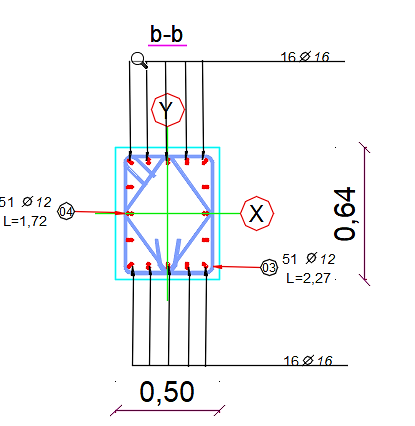 b-b
16 ∅ 16
Y
51 ∅ 12
L=1,72
04
X
0,64
03
51 ∅ 12
L=2,27
16 ∅ 16
0,50